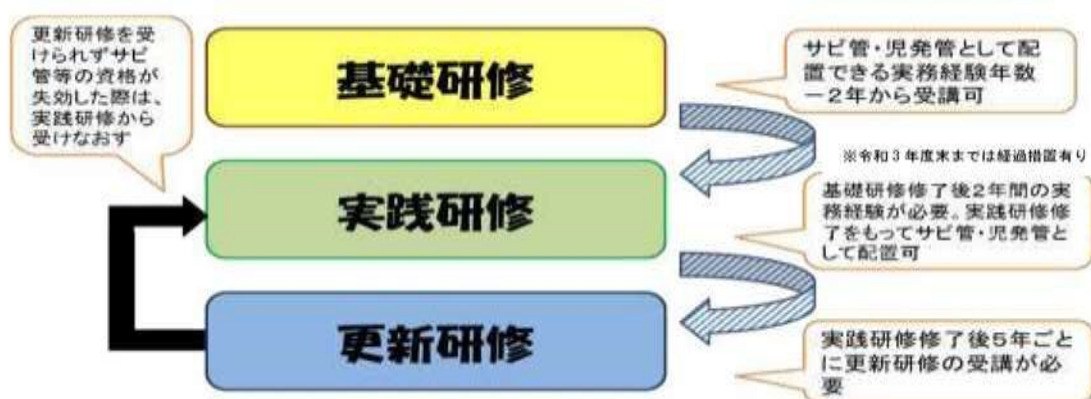 更新研修を受
けられずサビ
管等の資格が
失効した際は、
実践研修から
受けなおす
基礎研修
サビ管・児発管として配
置できる実務経験年数
－2年から受講可
※令和3年度末までは経過措置有り
実践研修
基礎研修修了後2年間の実
務経験が必要。実践研修修
了をもってサビ管・児発管と
して配置可
更新研修
実践研修修了後5年ごと
に更新研修の受講が必
要